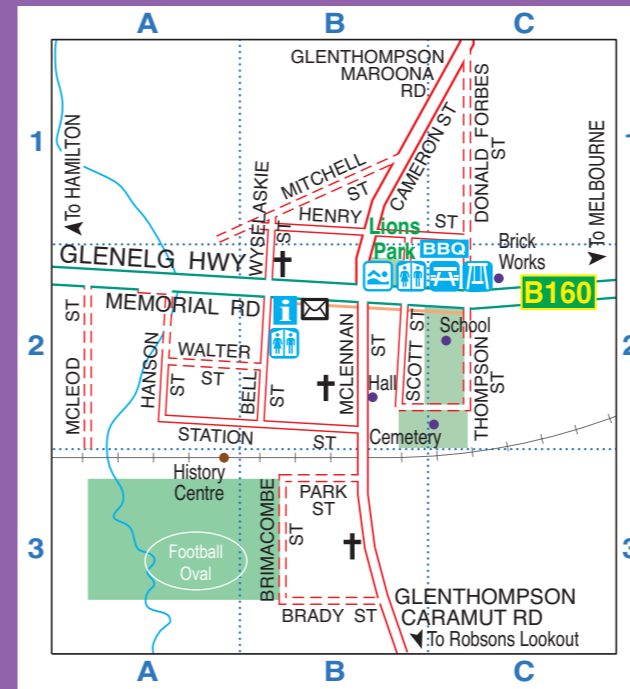 A
B
C
GLENTHOMPSON
MAROONA
RD
1
1
To HAMILTON
MITCHELL
ST
CAMERON ST
DONALD FORBES
ST
To MELBOURNE
WYSELASKIE
ST
HENRY
ST
Lions
Park
BBQ
Brick
Works
GLENELG HWY
B160
MEMORIAL RD
i
2
2
MCLEOD
ST
HANSON
ST
WALTER
ST
BELL
ST
MCLENNAN
ST
SCOTT ST
School
THOMPSON
ST
Hall
Cemetery
STATION
ST
History
Centre
BRIMACOMBE
ST
PARK
ST
3
3
Football
Oval
BRADY ST
GLENTHOMPSON
CARAMUT RD
To Robsons Lookout
A
B
C